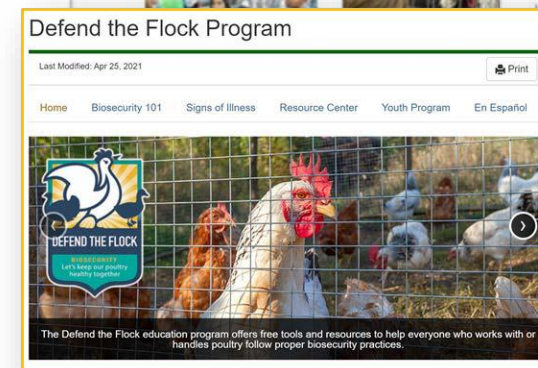 Defend the Flock Program
Last Modified: Apr 25, 2021
Print
Home Biosecurity 101 Signs of Illness Resource Center Youth Program En Español
DEFEND THE FLOCK
BIOSECURITY
Let's keep our poultry
healthy together
The Defend the Flock education program offers free tools and resources to help everyone who works with or
handles poultry follow proper biosecurity practices.